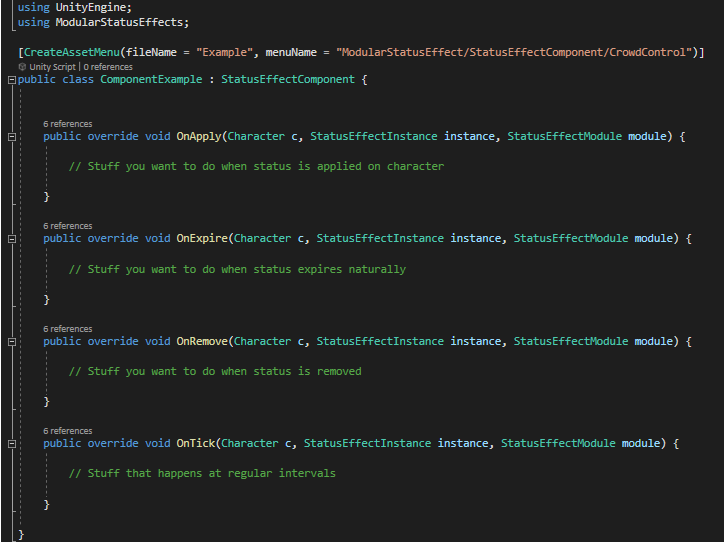 using UnityEngine;
using ModularStatusEffects;
[CreateAssetMenu(fileName = "Example", menuName = "ModularStatusEffect/StatusEffectComponent/CrowdControl")]
Unity Script | 0 references
public class ComponentExample : StatusEffectComponent {
6 references
public override void OnApply(Character c, StatusEffectInstance instance, StatusEffectModule module) {
// Stuff you want to do when status is applied on character
}
6 references
public override void OnExpire(Character c, StatusEffectInstance instance, StatusEffectModule module) {
// Stuff you want to do when status expires naturally
}
6 references
public override void OnRemove(Character c, StatusEffectInstance instance, StatusEffectModule module) {
// Stuff you want to do when status is removed
}
6 references
public override void OnTick(Character c, StatusEffectInstance instance, StatusEffectModule module) {
// Stuff that happens at regular intervals
}
}